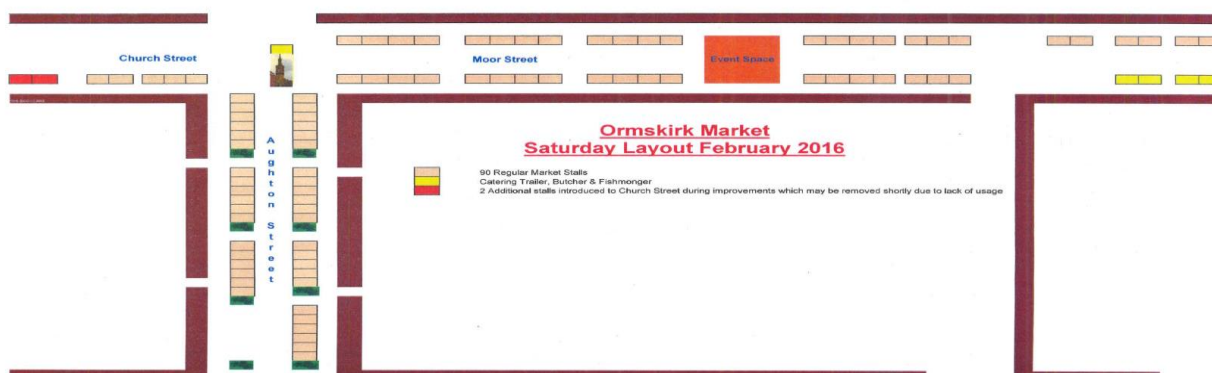 Church Street
Moor Street
Event Space
Aughton Street
Ormskirk Market
Saturday Layout February 2016
90 Regular Market Stalls
Catering Trailer, Butcher & Fishmonger
2 Additional stalls introduced to Church Street during improvements which may be removed shortly due to lack of usage